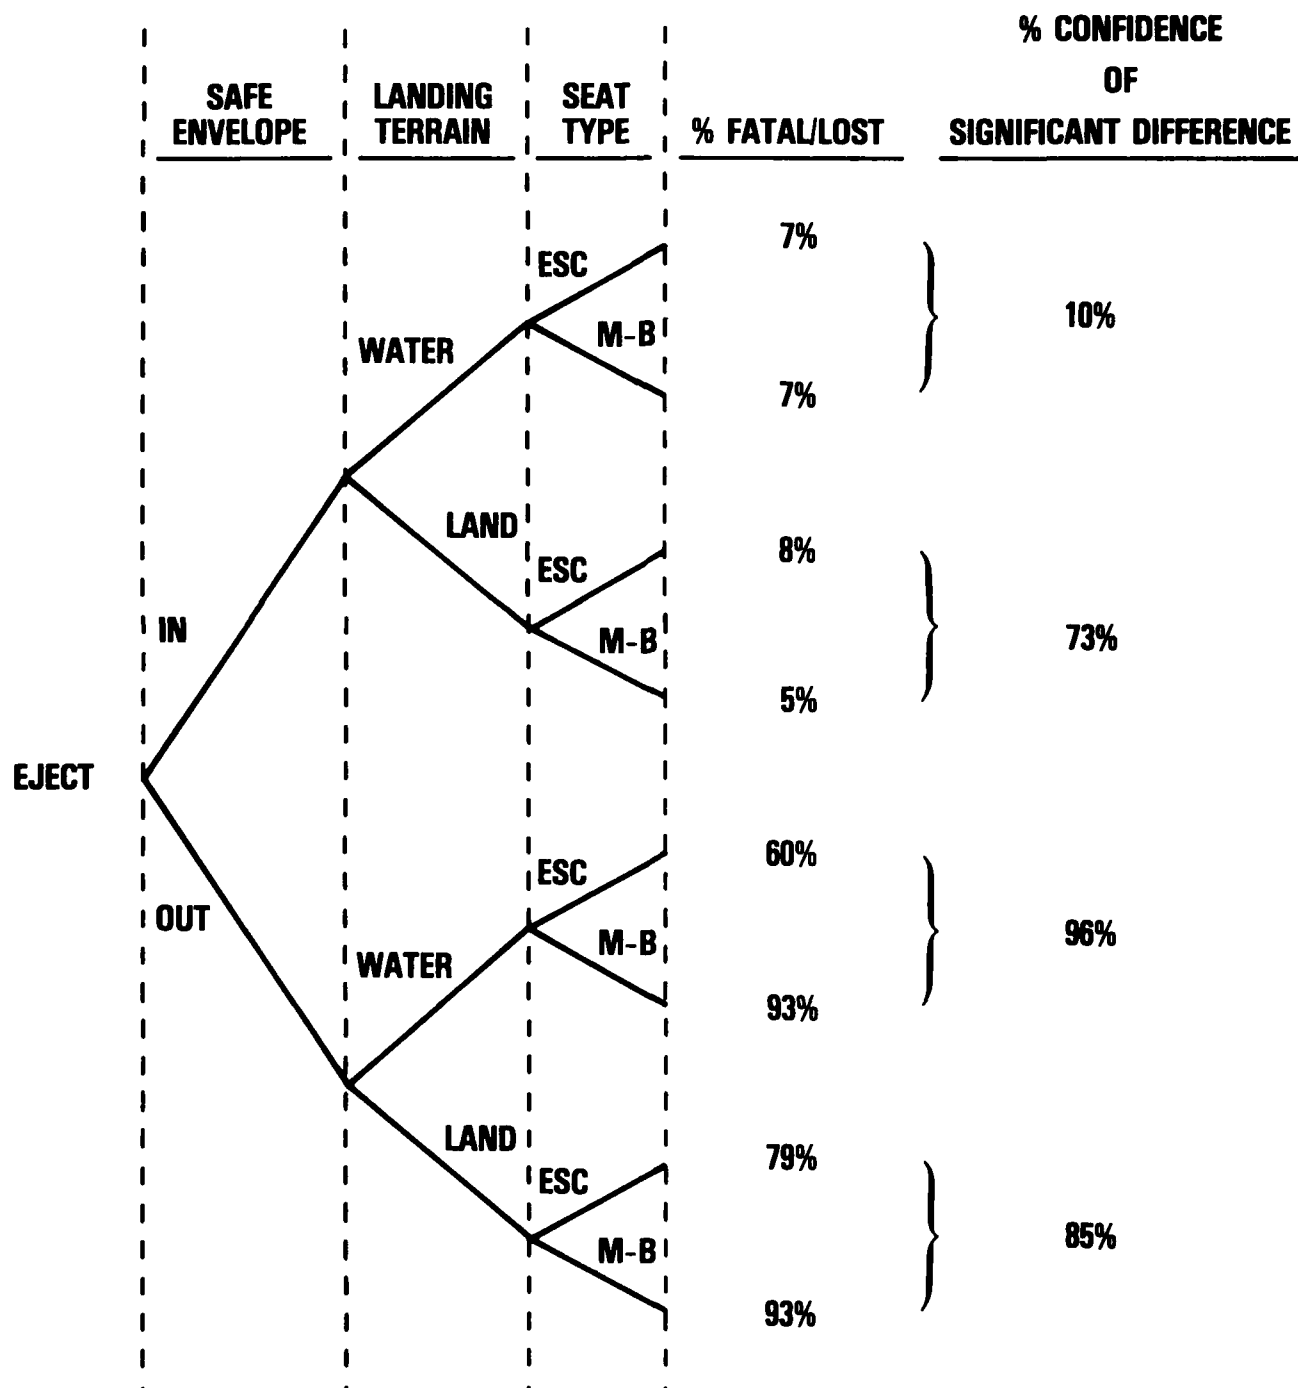 % CONFIDENCE
OF
SIGNIFICANT DIFFERENCE
SAFE
ENVELOPE
LANDING
TERRAIN
SEAT
TYPE
% FATAL/LOST
7%
ESC
10%
M-B
WATER
7%
LAND
8%
ESC
IN
M-B
73%
5%
EJECT
60%
ESC
OUT
96%
M-B
WATER
93%
LAND
79%
ESC
85%
M-B
93%